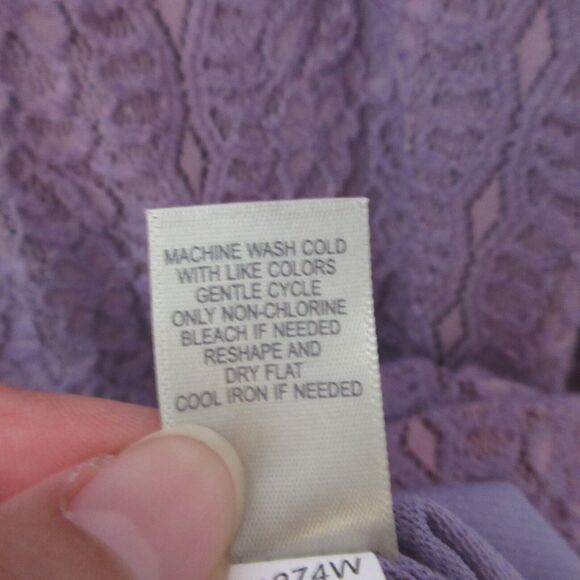 MACHINE WASH COLD
WITH LIKE COLORS
GENTLE CYCLE
ONLY NON-CHLORINE
BLEACH IF NEEDED
RESHAPE AND
DRY FLAT
COOL IRON IF NEEDED